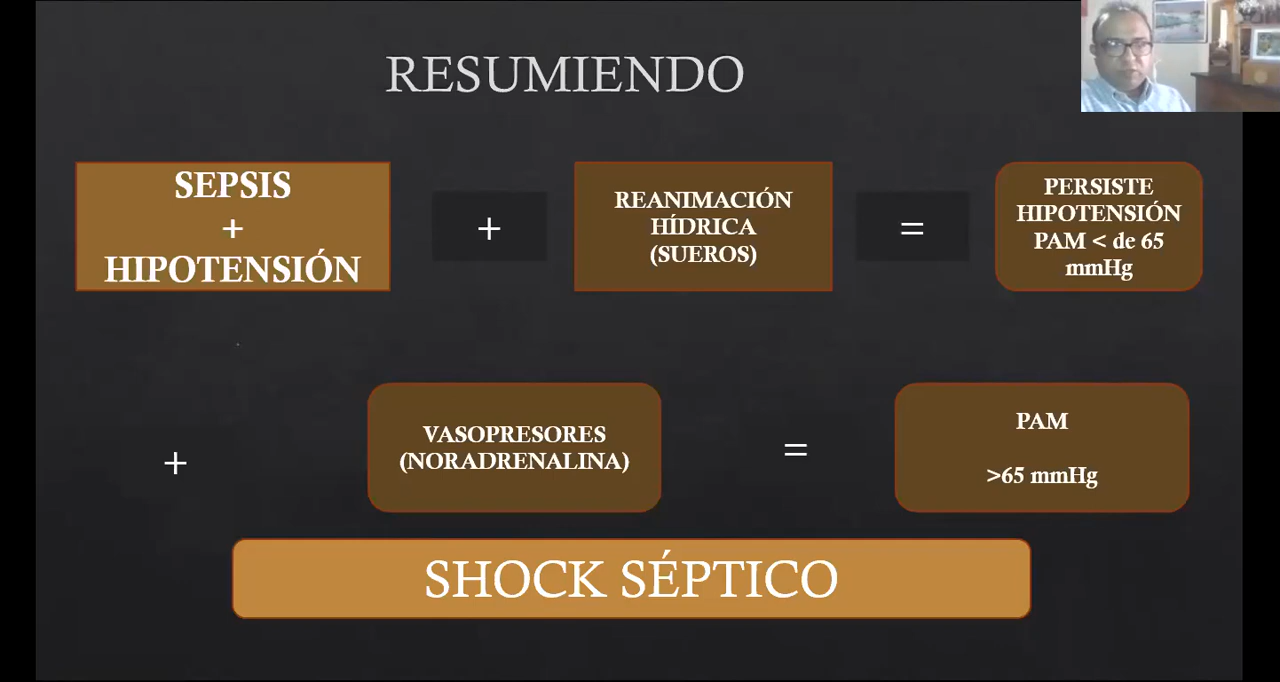 RESUMIENDO
SEPSIS
+
HIPOTENSIÓN
+
REANIMACIÓN
HÍDRICA
(SUEROS)
=
PERSISTE
HIPOTENSIÓN
PAM < de 65
mmHg
+
VASOPRESORES
(NORADRENALINA)
=
PAM
>65 mmHg
SHOCK SÉPTICO